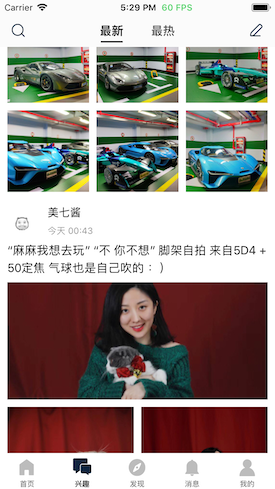 Carrier 5:29 PM 60 FPS
最新 最热
美七酱
今天 00:43
“麻麻我想去玩” “不 你不想” 脚架自拍 来自5D4 +
50定焦 气球也是自己吹的：）
首页 兴趣 发现 消息 我的